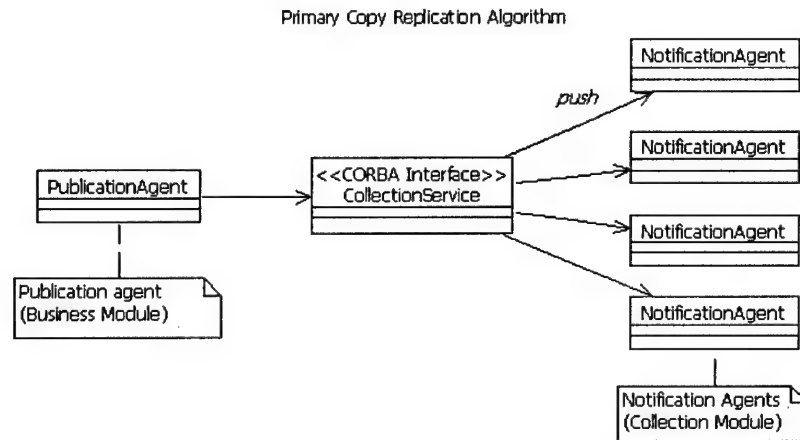 Primary Copy Replication Algorithm
NotificationAgent
push
NotificationAgent
<<CORBA Interface>>
CollectionService
PublicationAgent
NotificationAgent
Publication agent
(Business Module)
NotificationAgent
Notification Agents
(Collection Module)